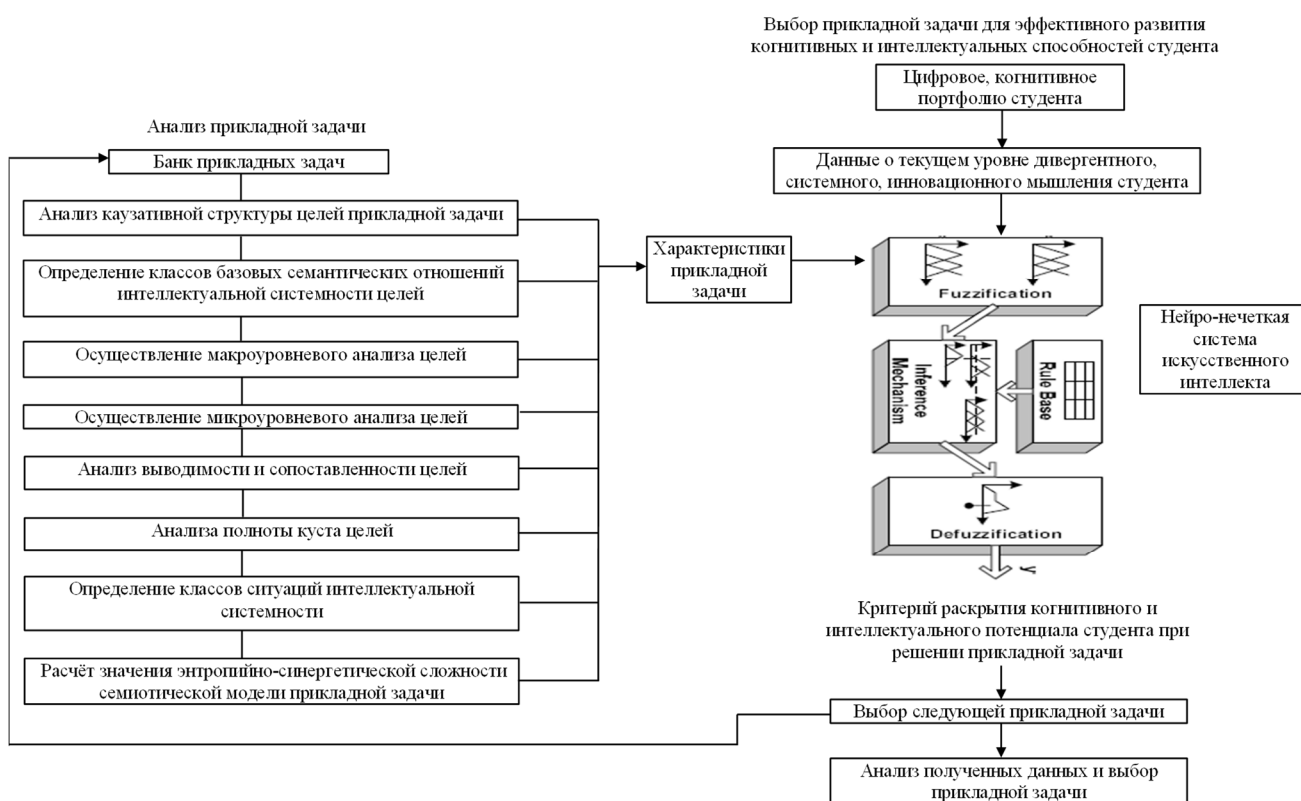 Выбор прикладной задачи для эффективного развития
когнитивных и интеллектуальных способностей студента
Цифровое, когнитивное
портфолио студента
Данные о текущем уровне дивергентного,
системного, инновационного мышления студента
Анализ прикладной задачи
Банк прикладных задач
Анализ каузативной структуры целей прикладной задачи
Определение классов базовых семантических отношений
интеллектуальной системности целей
Осуществление макроуровневого анализа целей
Осуществление микроуровневого анализа целей
Анализ выводимости и сопоставленности целей
Анализа полноты куста целей
Определение классов ситуаций интеллектуальной
системности
Расчёт значения энтропийно-синергетической сложности
семиотической модели прикладной задачи
Характеристики
прикладной
задачи
Fuzzification
Inference
Mechanism
Rule Base
Defuzzification
y
Нейро-нечеткая
система
искусственного
интеллекта
Критерий раскрытия когнитивного и
интеллектуального потенциала студента при
решении прикладной задачи
Выбор следующей прикладной задачи
Анализ полученных данных и выбор
прикладной задачи